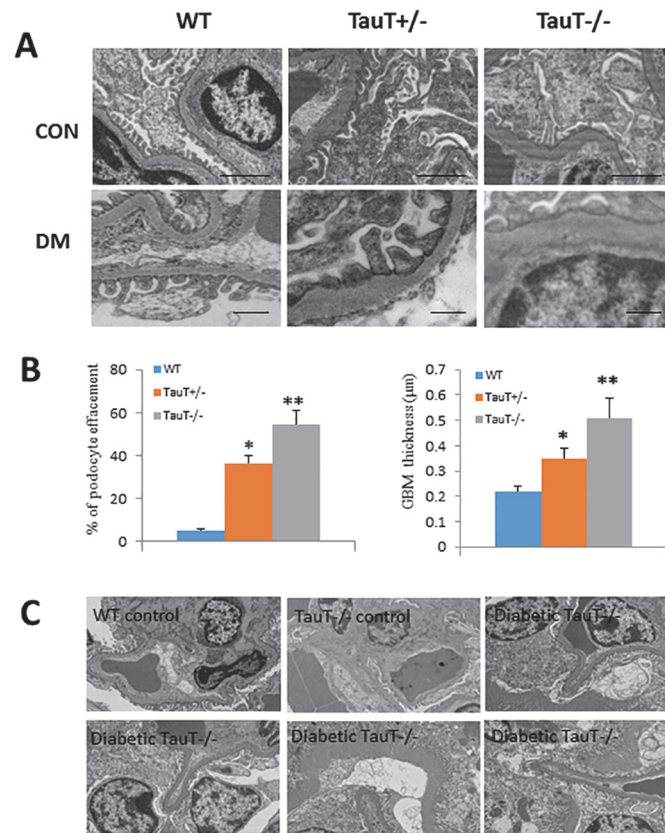 WT TauT+/- TauT-/-
A
CON
DM
B
% of podocyte effacement
80
60
40
20
0
WT
TauT+/-
TauT-/-
*
**
GBM thickness (µm)
0.7
0.6
0.5
0.4
0.3
0.2
0.1
0
WT
TauT+/-
TauT-/-
*
**
C
WT control TauT-/- control Diabetic TauT-/-
Diabetic TauT-/- Diabetic TauT-/- Diabetic TauT-/-